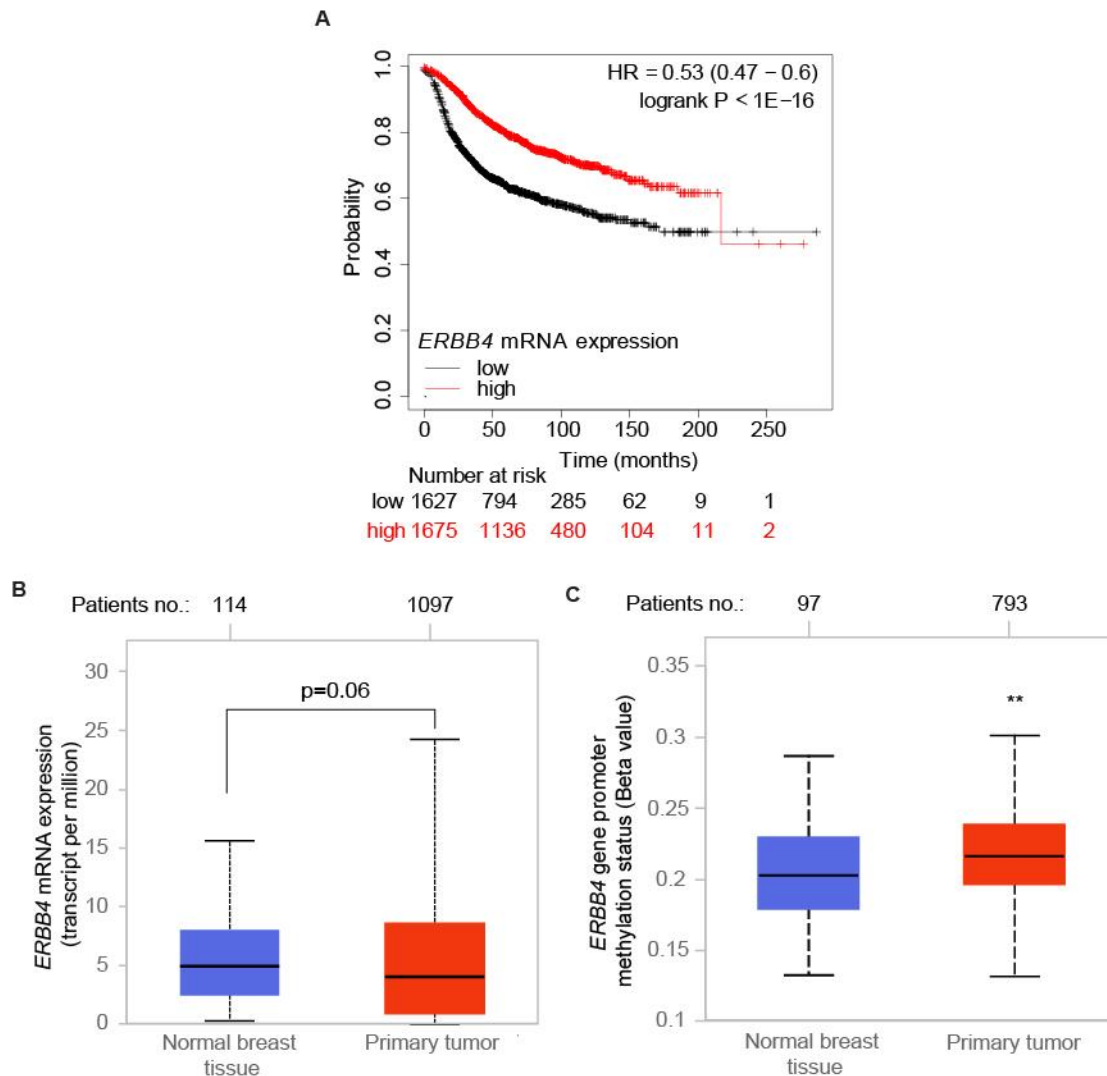 A
HR = 0.53 (0.47 − 0.6)
logrank P < 1E−16
Probability
1.0
0.8
0.6
0.4
0.2
0.0
ERBB4 mRNA expression
low
high
0 50 100 150 200 250
Time (months)
Number at risk
low 1627 794 285 62 9 1
high 1675 1136 480 104 11 2
B
Patients no.: 114 1097
ERBB4 mRNA expression
(transcript per million)
30
25
20
15
10
5
0
p=0.06
Normal breast
tissue
Primary tumor
C
Patients no.: 97 793
ERBB4 gene promoter
methylation status (Beta value)
0.35
0.3
0.25
0.2
0.15
0.1
**
Normal breast
tissue
Primary tumor